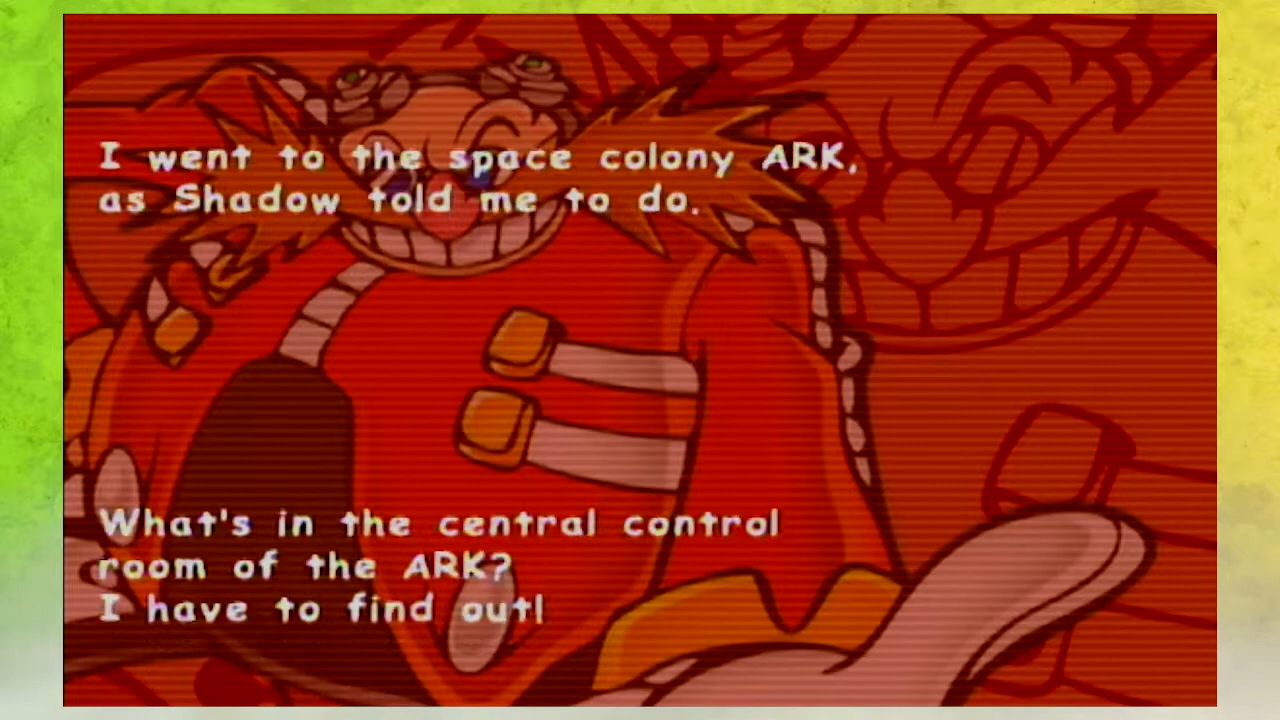 I went to the space colony ARK,
as Shadow told me to do.
What's in the central control
room of the ARK?
I have to find out!